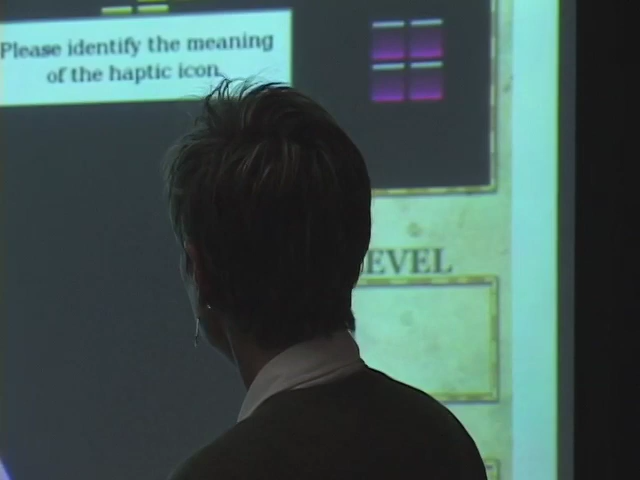 Please identify the meaning
of the haptic icon.
EVEL